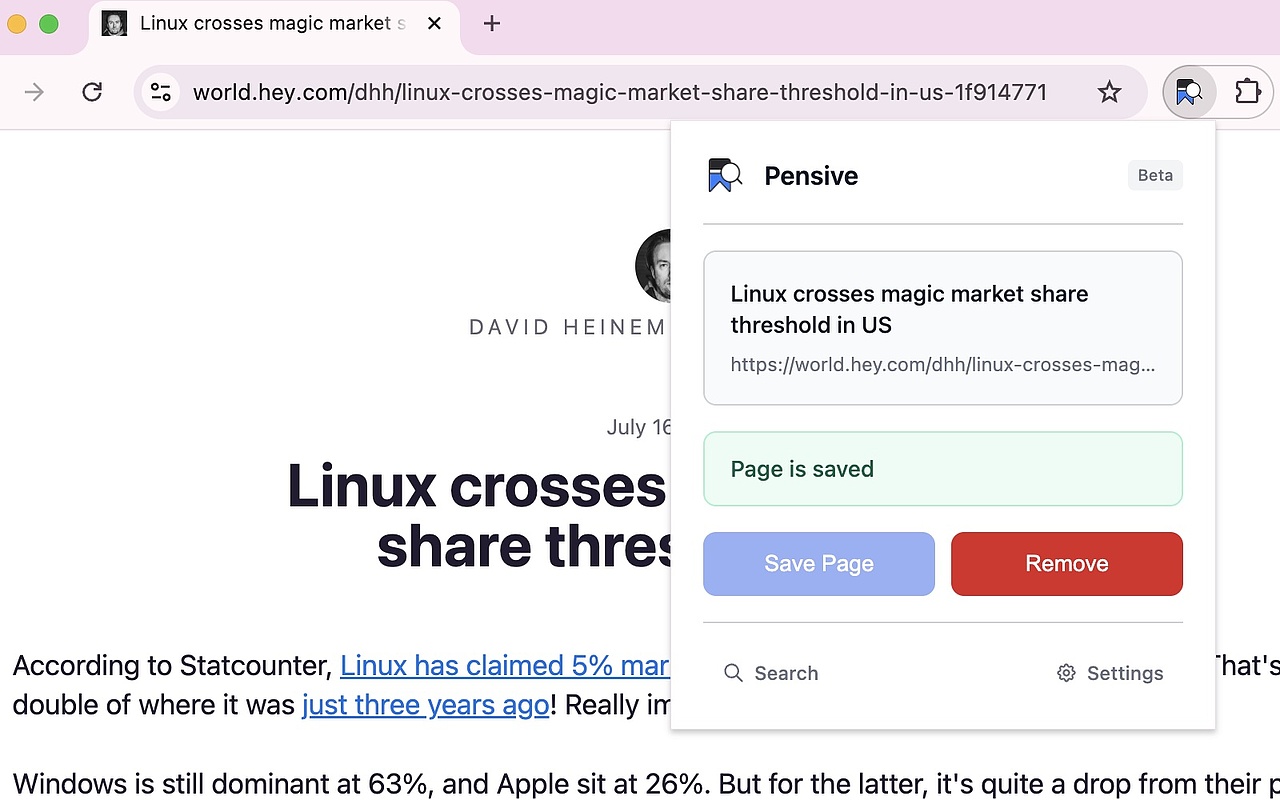 Linux crosses magic market s
world.hey.com/dhh/linux-crosses-magic-market-share-threshold-in-us-1f914771
Pensive
Beta
Linux crosses magic market share
threshold in US
https://world.hey.com/dhh/linux-crosses-mag...
Page is saved
Save Page
Remove
Search
Settings
DAVID HEINEM
July 16
Linux crosses
share thres
According to Statcounter, Linux has claimed 5% mar That's
double of where it was just three years ago! Really im
Windows is still dominant at 63%, and Apple sit at 26%. But for the latter, it's quite a drop from their p